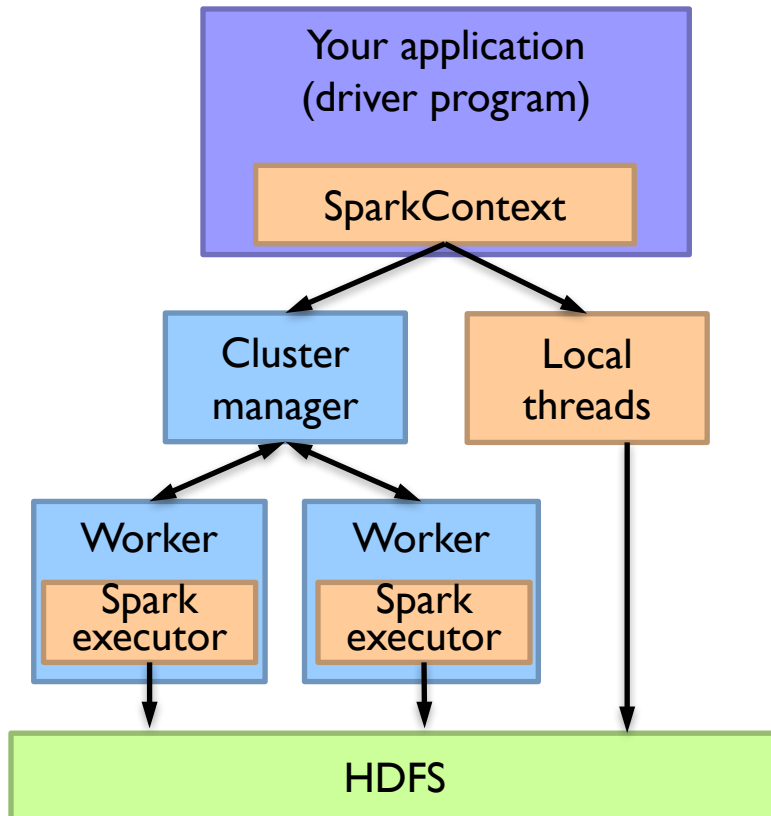 Your application
(driver program)
SparkContext
Cluster
manager
Local
threads
Worker
Spark
executor
Worker
Spark
executor
HDFS